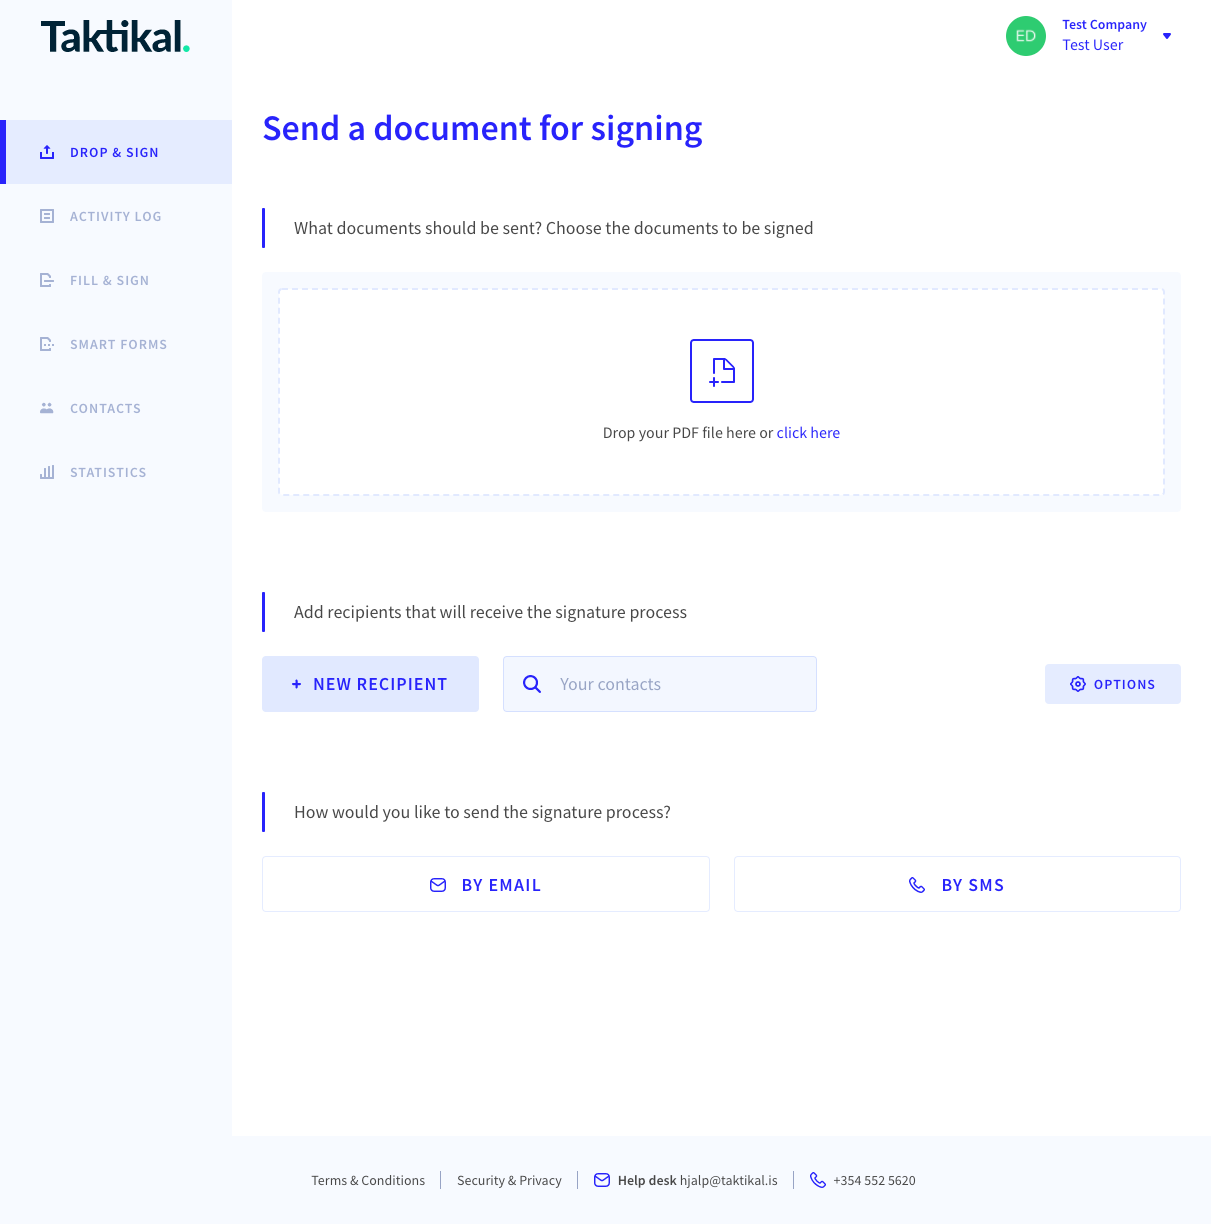 Taktikal.
ED
Test Company
Test User
DROP & SIGN
ACTIVITY LOG
FILL & SIGN
SMART FORMS
CONTACTS
STATISTICS
Send a document for signing
What documents should be sent? Choose the documents to be signed
Drop your PDF file here or click here
Add recipients that will receive the signature process
+ NEW RECIPIENT
Your contacts
OPTIONS
How would you like to send the signature process?
BY EMAIL
BY SMS
Terms & Conditions
Security & Privacy
Help desk hjalp@taktikal.is
+354 552 5620